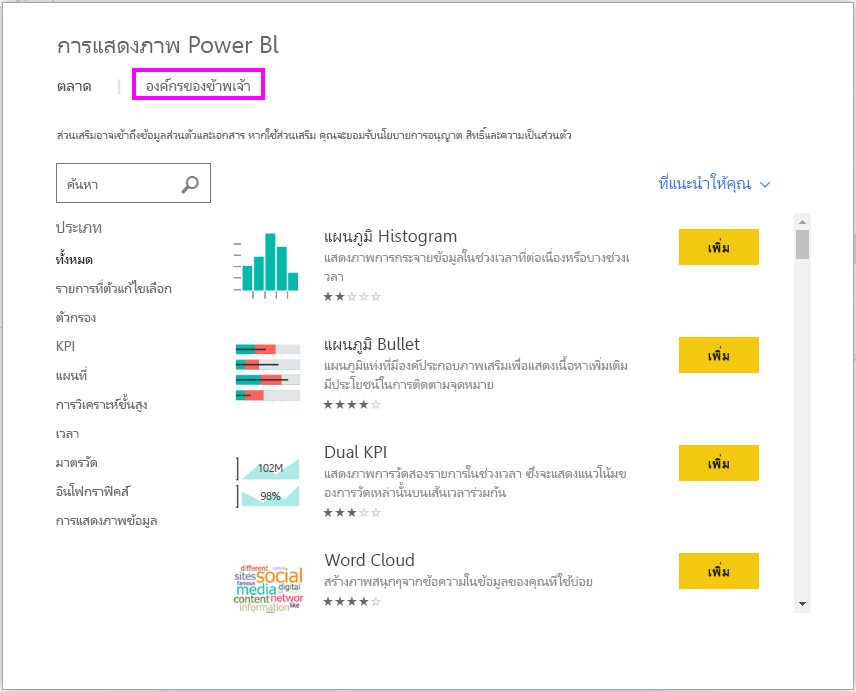 การแสดงภาพ Power BI
ตลาด | องค์กรของข้าพเจ้า
ส่วนเสริมอาจเข้าถึงข้อมูลส่วนตัวและเอกสาร หากใช้ส่วนเสริม คุณจะยอมรับนโยบายการอนุญาต สิทธิ์และความเป็นส่วนตัว
ค้นหา
ที่แนะนำให้คุณ
ประเภท
ทั้งหมด
รายการที่ตัวแก้ไขเลือก
ตัวกรอง
KPI
แผนที่
การวิเคราะห์ขั้นสูง
เวลา
มาตรวัด
อินโฟกราฟิคส์
การแสดงภาพข้อมูล
แผนภูมิ Histogram
แสดงภาพการกระจายข้อมูลในช่วงเวลาที่ต่อเนื่องหรือบางช่วงเ
วลา
เพิ่ม
แผนภูมิ Bullet
แผนภูมิแท่งที่มีองค์ประกอบภาพเสริมเพื่อแสดงเนื้อหาเพิ่มเติม
มีประโยชน์ในการติดตามจุดหมาย
เพิ่ม
102M
98%
Dual KPI
แสดงภาพการวัดสองรายการในช่วงเวลา ซึ่งจะแสดงแนวโน้มข
องการวัดเหล่านั้นบนเส้นเวลาร่วมกัน
เพิ่ม
different
sites social
famous
media digital
content networ
information like
Word Cloud
สร้างภาพสนุกๆจากข้อความในข้อมูลของคุณที่ใช้บ่อย
เพิ่ม